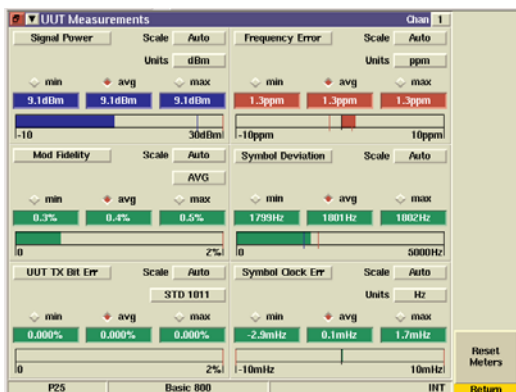 UUT Measurements Chan 1
Signal Power Scale Auto
Units dBm
min avg max
9.1dBm 9.1dBm 9.1dBm
-10 30dBm
Frequency Error Scale Auto
Units ppm
min avg max
1.3ppm 1.3ppm 1.3ppm
-10ppm 10ppm
Mod Fidelity Scale Auto
AVG
min avg max
0.3% 0.4% 0.5%
0 2%
Symbol Deviation Scale Auto
min avg max
1799Hz 1801Hz 1802Hz
0 5000Hz
UUT TX Bit Err Scale Auto
STD 1011
min avg max
0.000% 0.000% 0.000%
0 2%
Symbol Clock Err Scale Auto
Units Hz
min avg max
-2.9mHz 0.1mHz 1.7mHz
-10mHz 10mHz
Reset
Meters
P25 Basic 800 INT Return